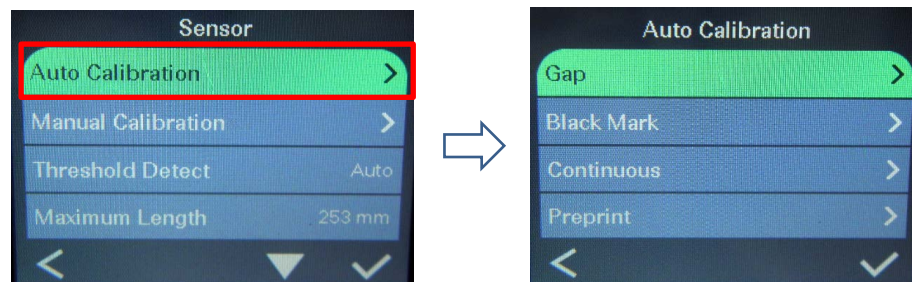 Sensor
Auto Calibration
Manual Calibration
Threshold Detect Auto
Maximum Length 253 mm
Auto Calibration
Gap
Black Mark
Continuous
Preprint